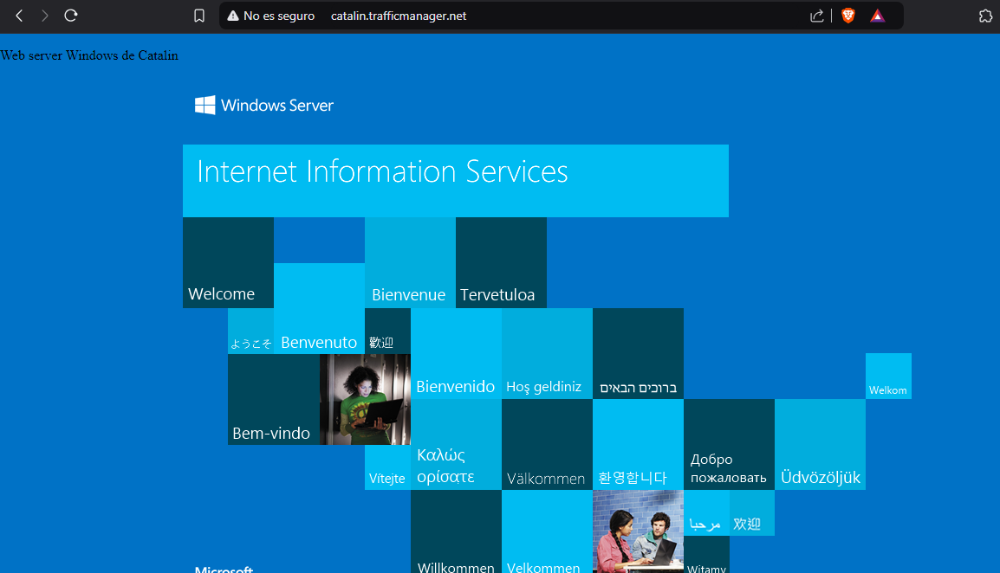 No es seguro catalin.trafficmanager.net
Web server Windows de Catalin
Windows Server
Internet Information Services
Welcome
Bienvenue
Tervetuloa
ようこそ
Benvenuto
歡迎
Bienvenido
Hoş geldiniz
ברוכים הבאים
Welkom
Bem-vindo
Vítejte
Καλώς
ορίσατε
Välkommen
환영합니다
Добро
пожаловать
Üdvözöljük
مرحبا
欢迎
Willkommen
Velkommen
Witamy
Microsoft